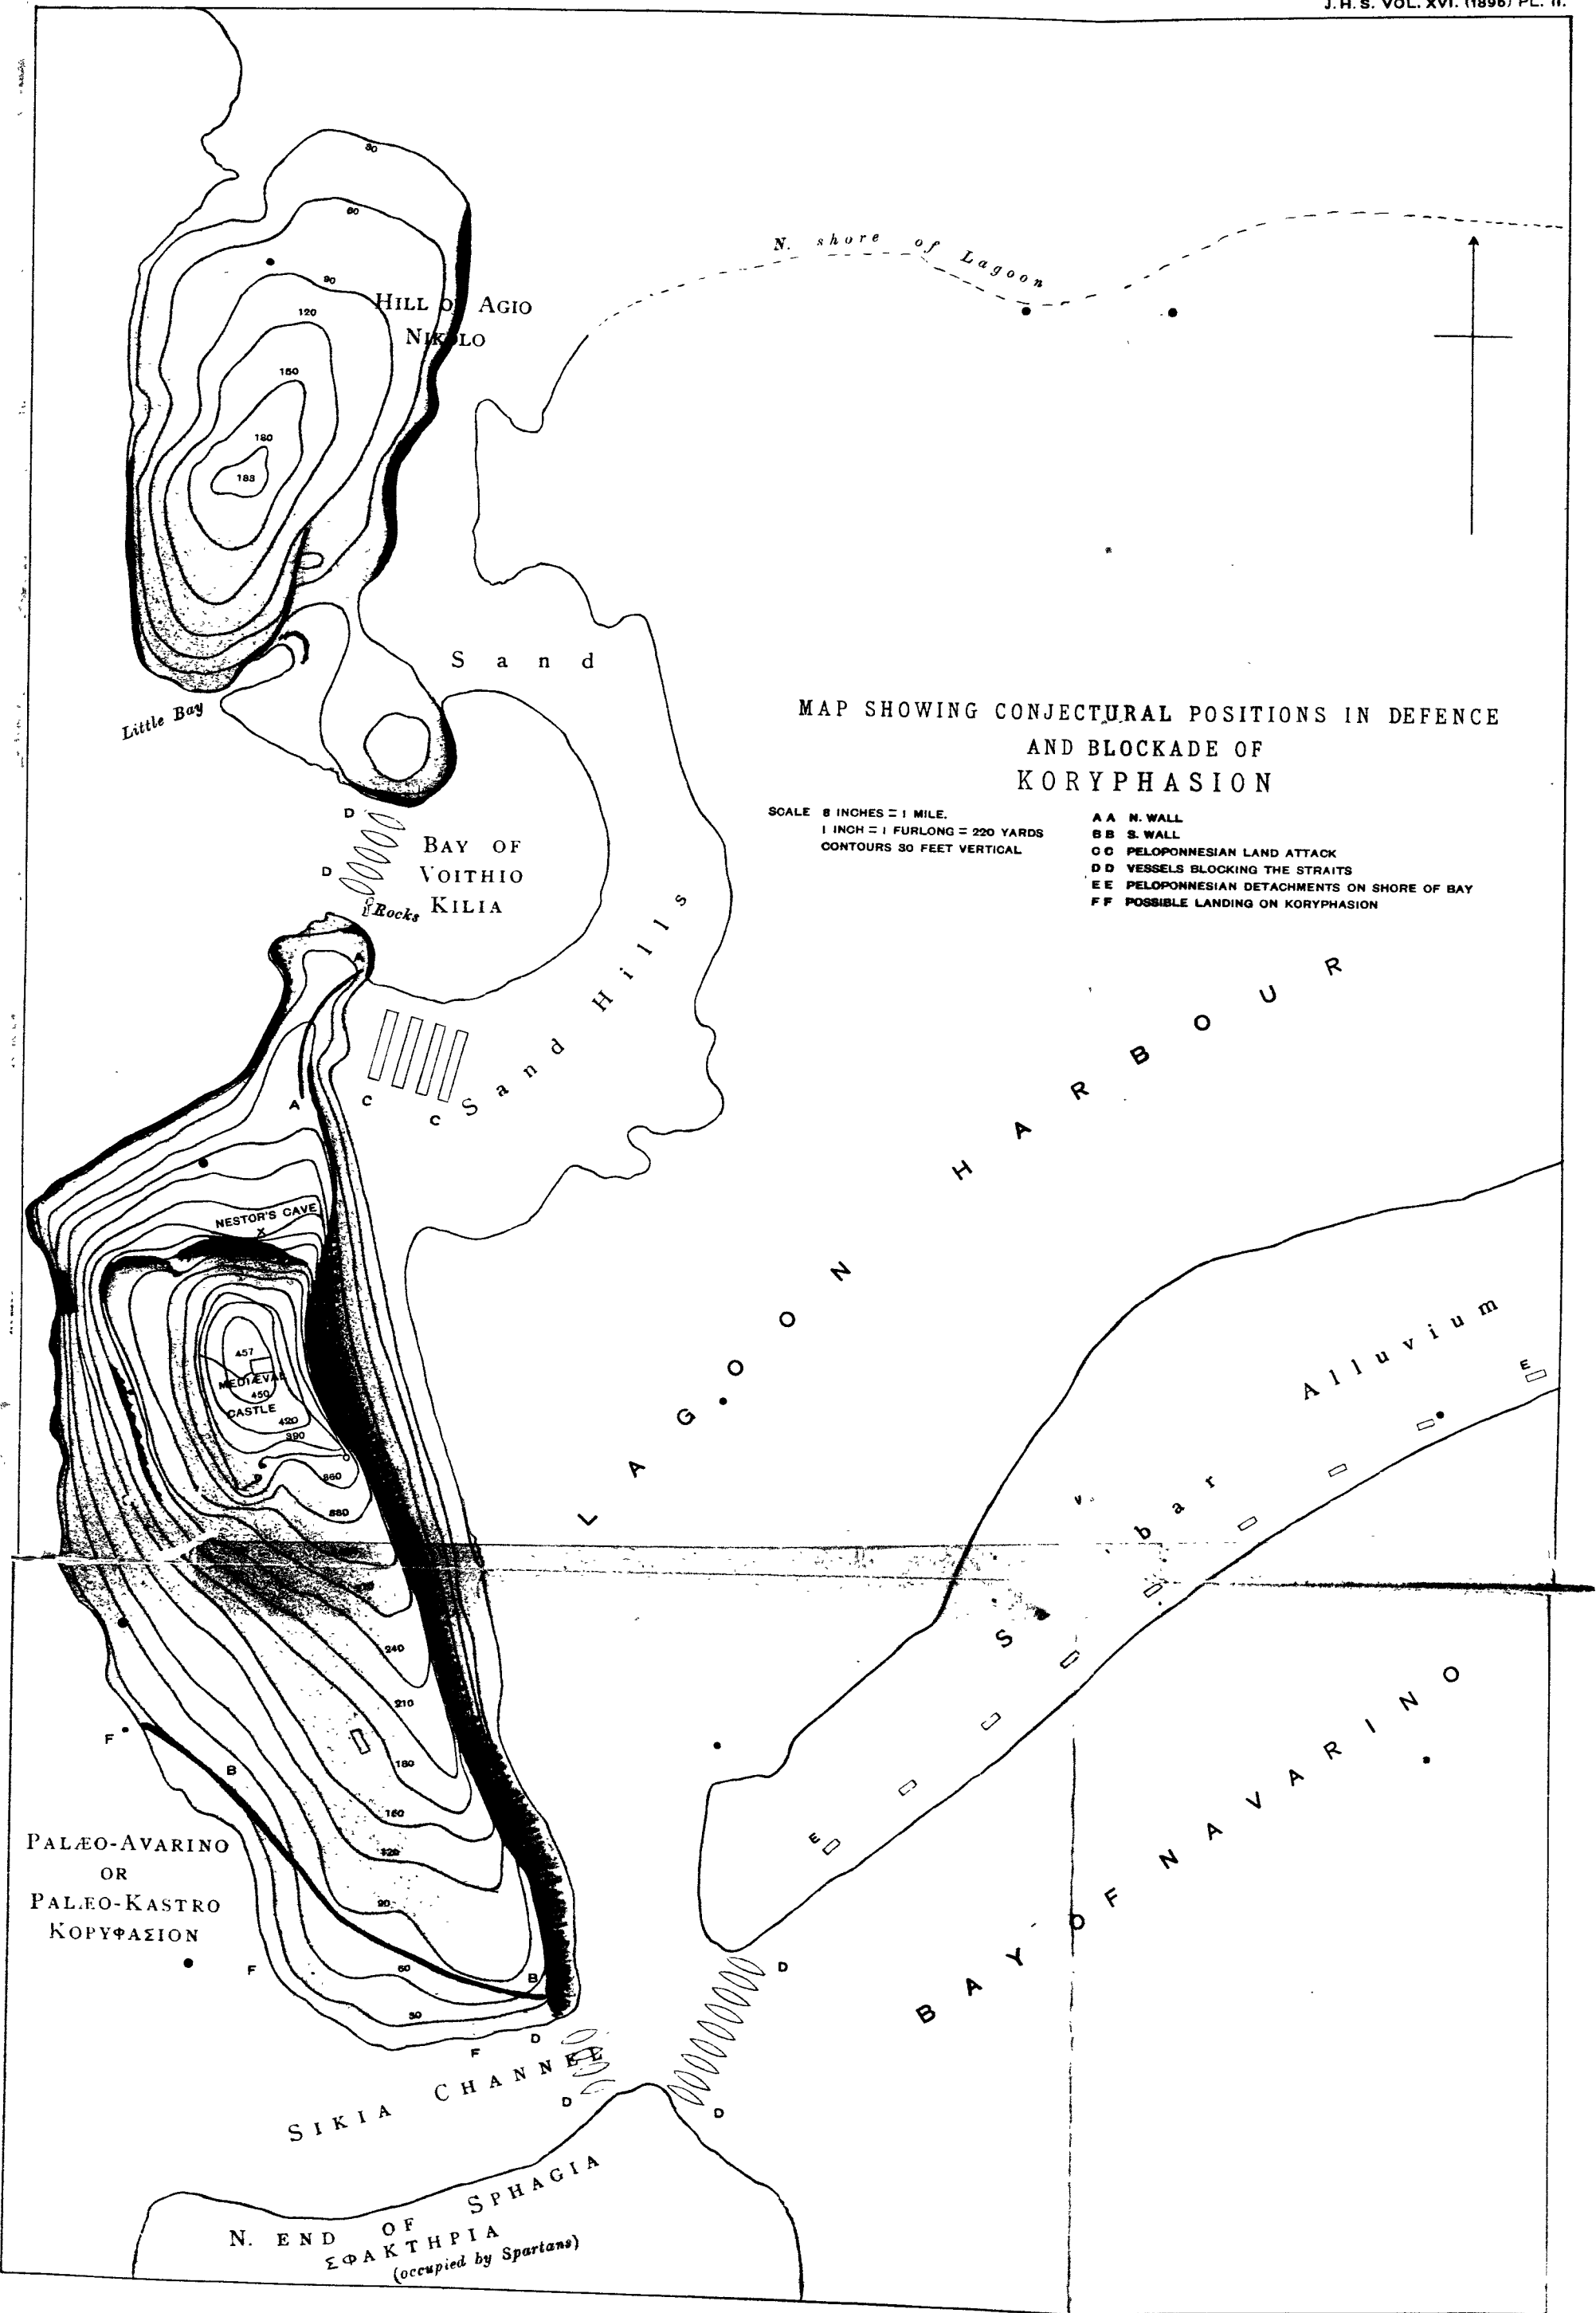 J.H.S. VOL. XVI. (1896) PL. II.
30
60
90
120
150
180
183
HILL OF AGIO
NIKOLO
N. shore of Lagoon
Sand
Little Bay
MAP SHOWING CONJECTURAL POSITIONS IN DEFENCE
AND BLOCKADE OF
KORYPHASION
SCALE 8 INCHES = 1 MILE.
1 INCH = 1 FURLONG = 220 YARDS
CONTOURS 30 FEET VERTICAL
A A N. WALL
B B S. WALL
C C PELOPONNESIAN LAND ATTACK
D D VESSELS BLOCKING THE STRAITS
E E PELOPONNESIAN DETACHMENTS ON SHORE OF BAY
F F POSSIBLE LANDING ON KORYPHASION
D
D
BAY OF
VOITHIO
KILIA
Rocks
A
A
C
C
Sand Hills
LAGOON HARBOUR
NESTOR'S CAVE
X
457
MEDIÆVAL
450
CASTLE
420
390
360
330
240
210
180
150
120
90
60
30
Alluvium
E
Sand bar
E
F
B
B
F
F
PALÆO-AVARINO
OR
PALÆO-KASTRO
ΚΟΡΥΦΑΣΙΟΝ
BAY OF NAVARINO
D
D
D
D
SIKIA CHANNEL
N. END OF SPHAGIA
ΣΦΑΚΤΗΡΙΑ
(occupied by Spartans)